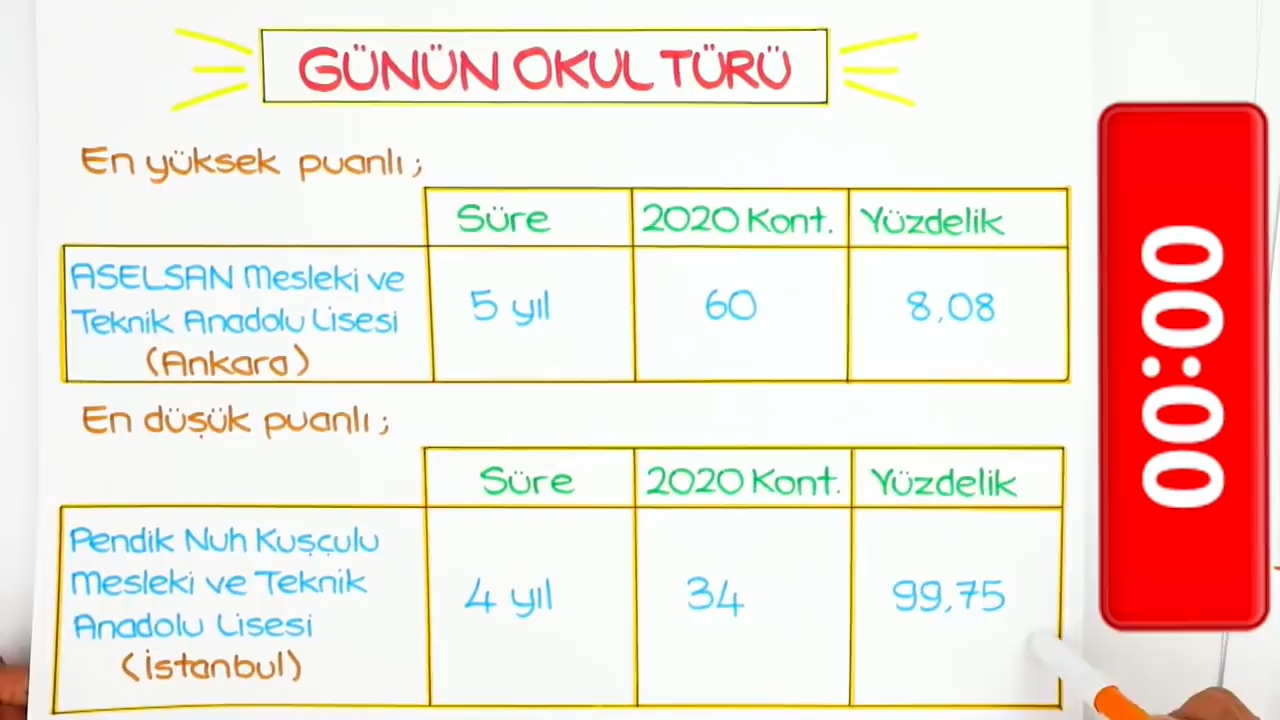 GÜNÜN OKUL TÜRÜ
En yüksek puanlı;
Süre 2020 Kont. Yüzdelik
ASELSAN Mesleki ve
Teknik Anadolu Lisesi
(Ankara)
5 yıl 60 8,08
En düşük puanlı;
Süre 2020 Kont. Yüzdelik
Pendik Nuh Kuşçulu
Mesleki ve Teknik
Anadolu Lisesi
(İstanbul)
4 yıl 34 99,75
00:00